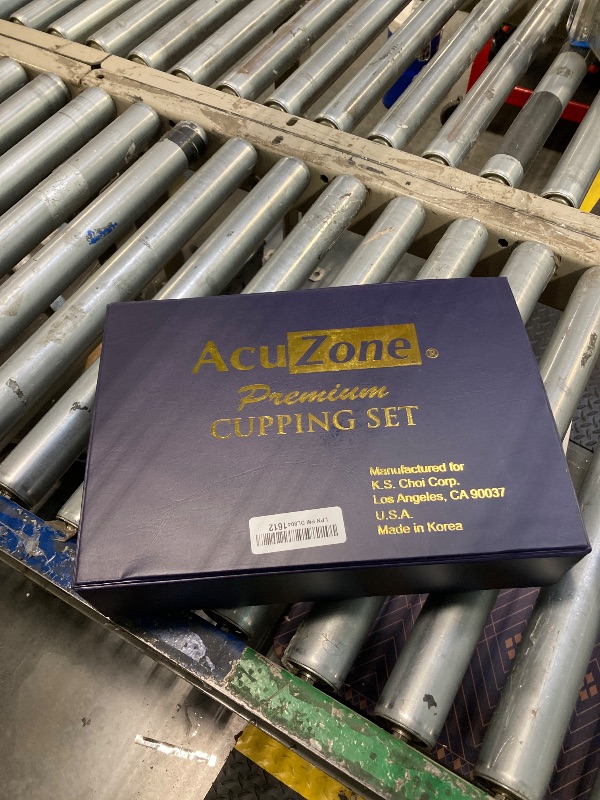 AcuZone®
Premium
CUPPING SET
Manufactured for
K.S. Choi Corp.
Los Angeles, CA 90037
U.S.A.
Made in Korea